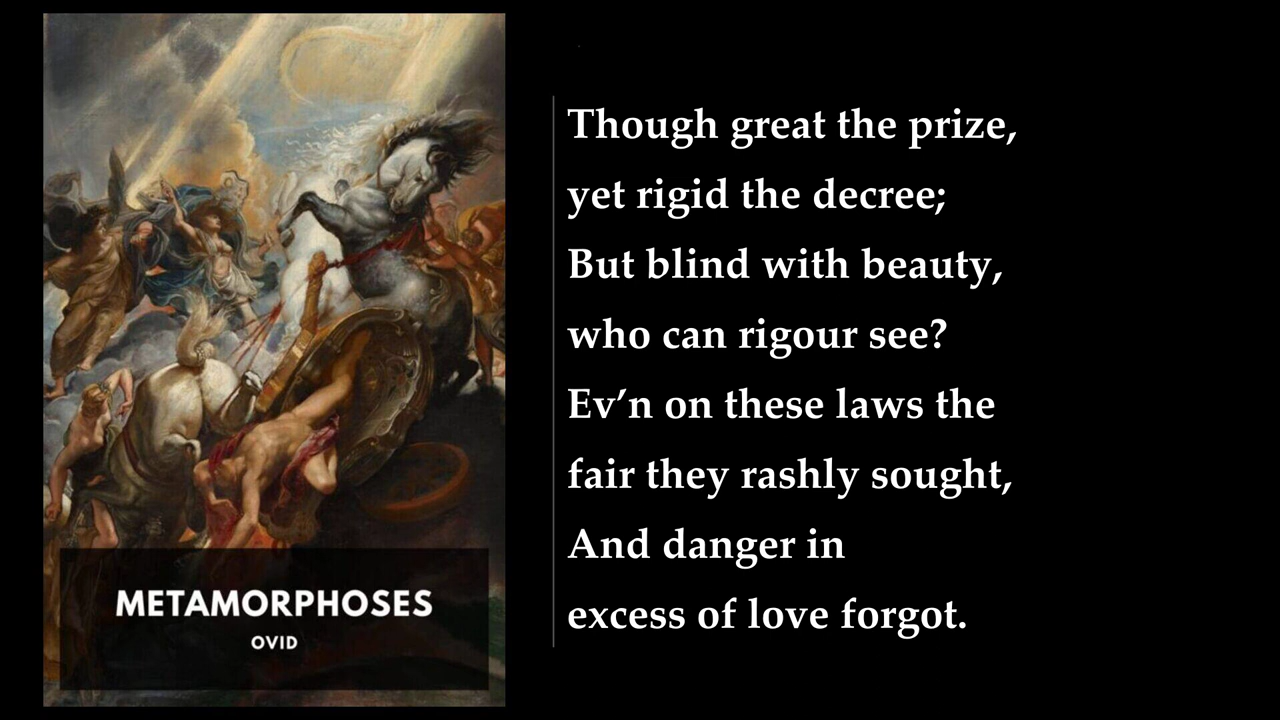 METAMORPHOSES
OVID
Though great the prize,
yet rigid the decree;
But blind with beauty,
who can rigour see?
Ev’n on these laws the
fair they rashly sought,
And danger in
excess of love forgot.